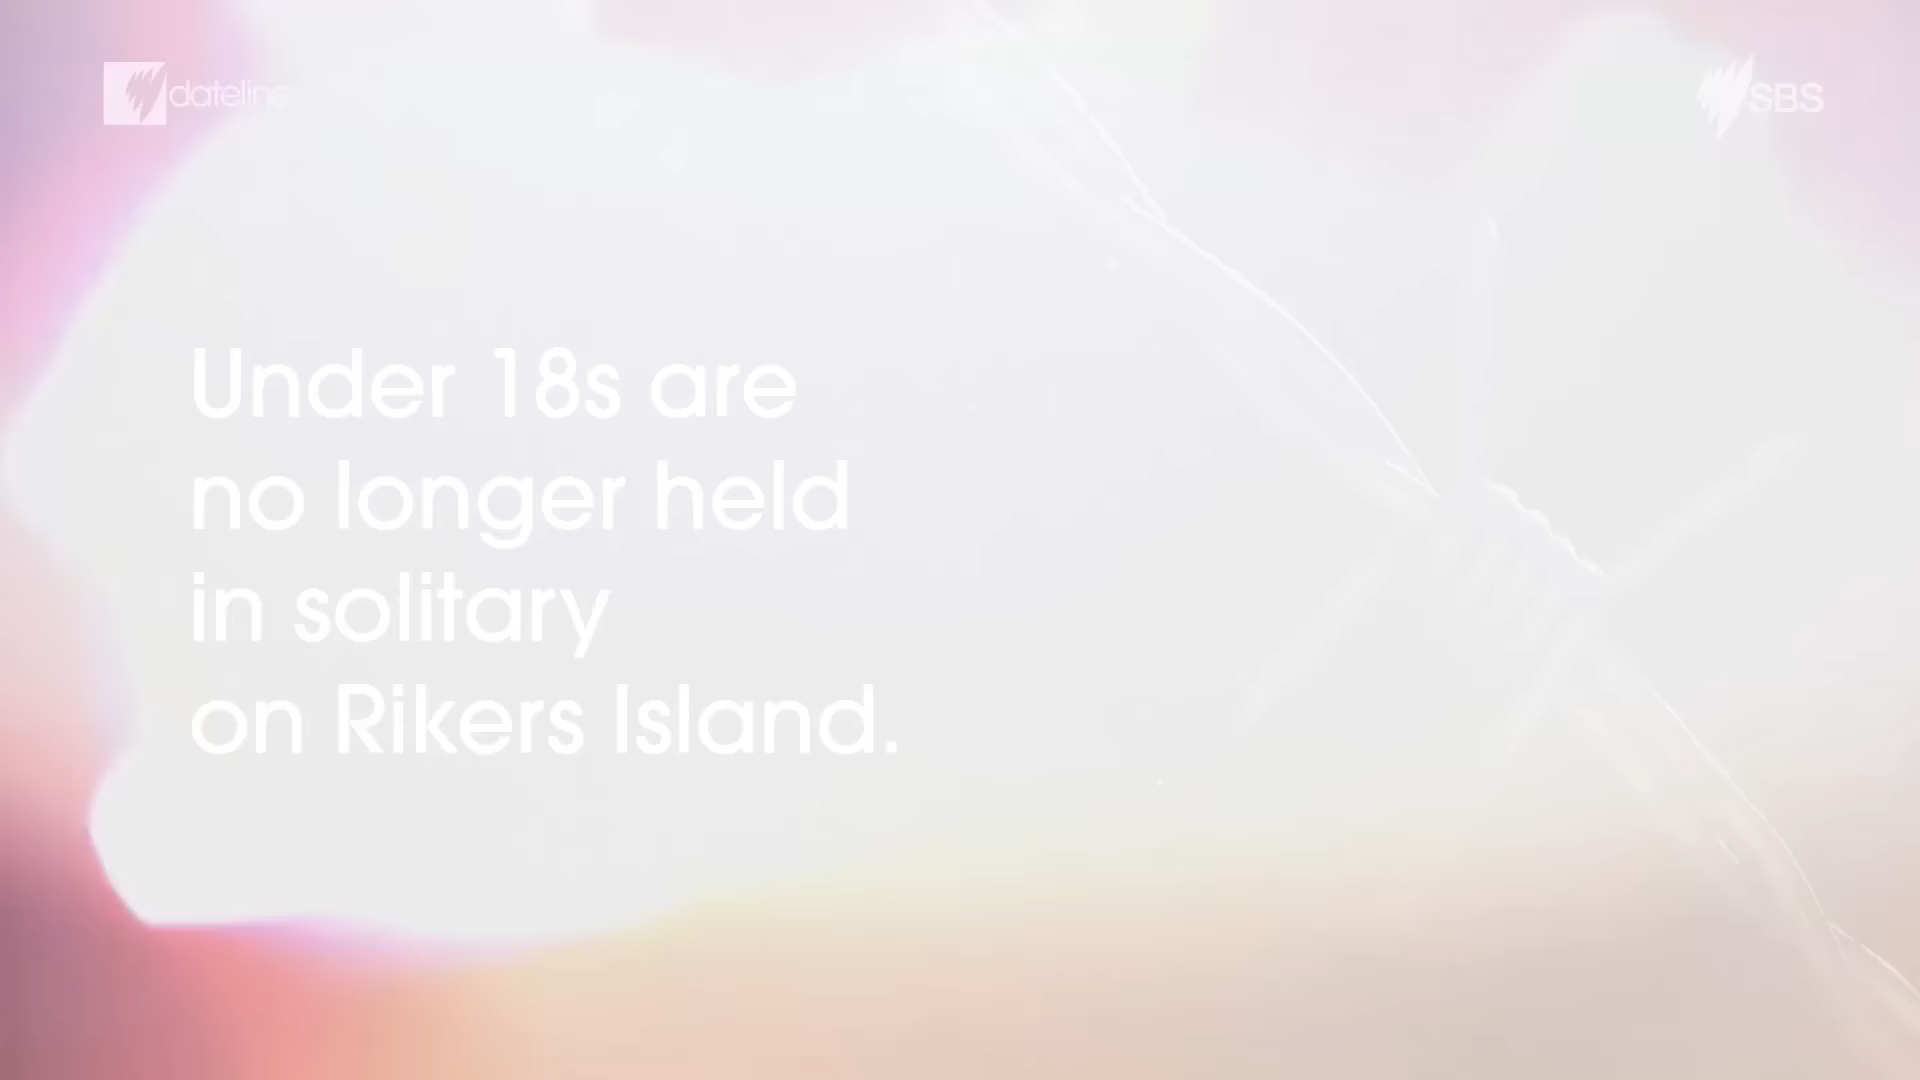 dateline
SBS
Under 18s are
no longer held
in solitary
on Rikers Island.